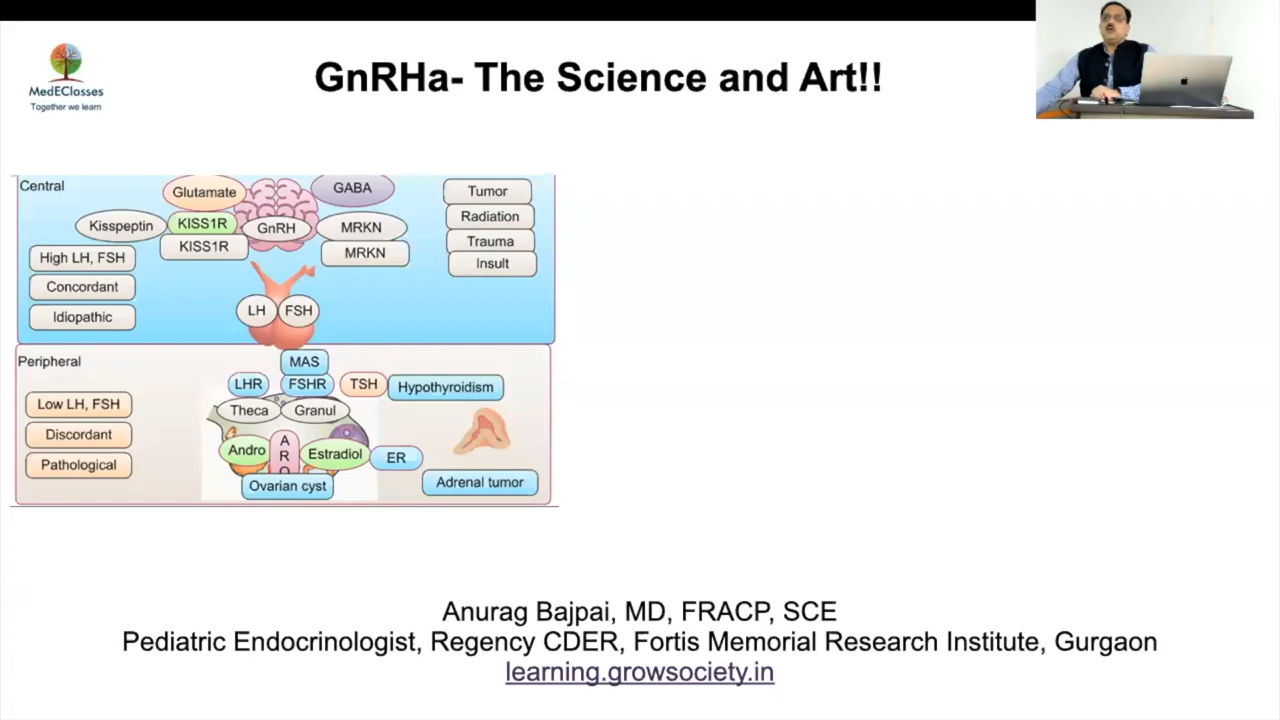 MedEClasses
Together we learn
GnRHa- The Science and Art!!
Central
Glutamate
GABA
Tumor
Kisspeptin
KISS1R
GnRH
MRKN
Radiation
KISS1R
MRKN
Trauma
High LH, FSH
Insult
Concordant
Idiopathic
LH
FSH
Peripheral
MAS
LHR
FSHR
TSH
Hypothyroidism
Low LH, FSH
Theca
Granul
Discordant
Andro
A
R
O
Estradiol
ER
Pathological
Ovarian cyst
Adrenal tumor
Anurag Bajpai, MD, FRACP, SCE
Pediatric Endocrinologist, Regency CDER, Fortis Memorial Research Institute, Gurgaon
learning.growsociety.in